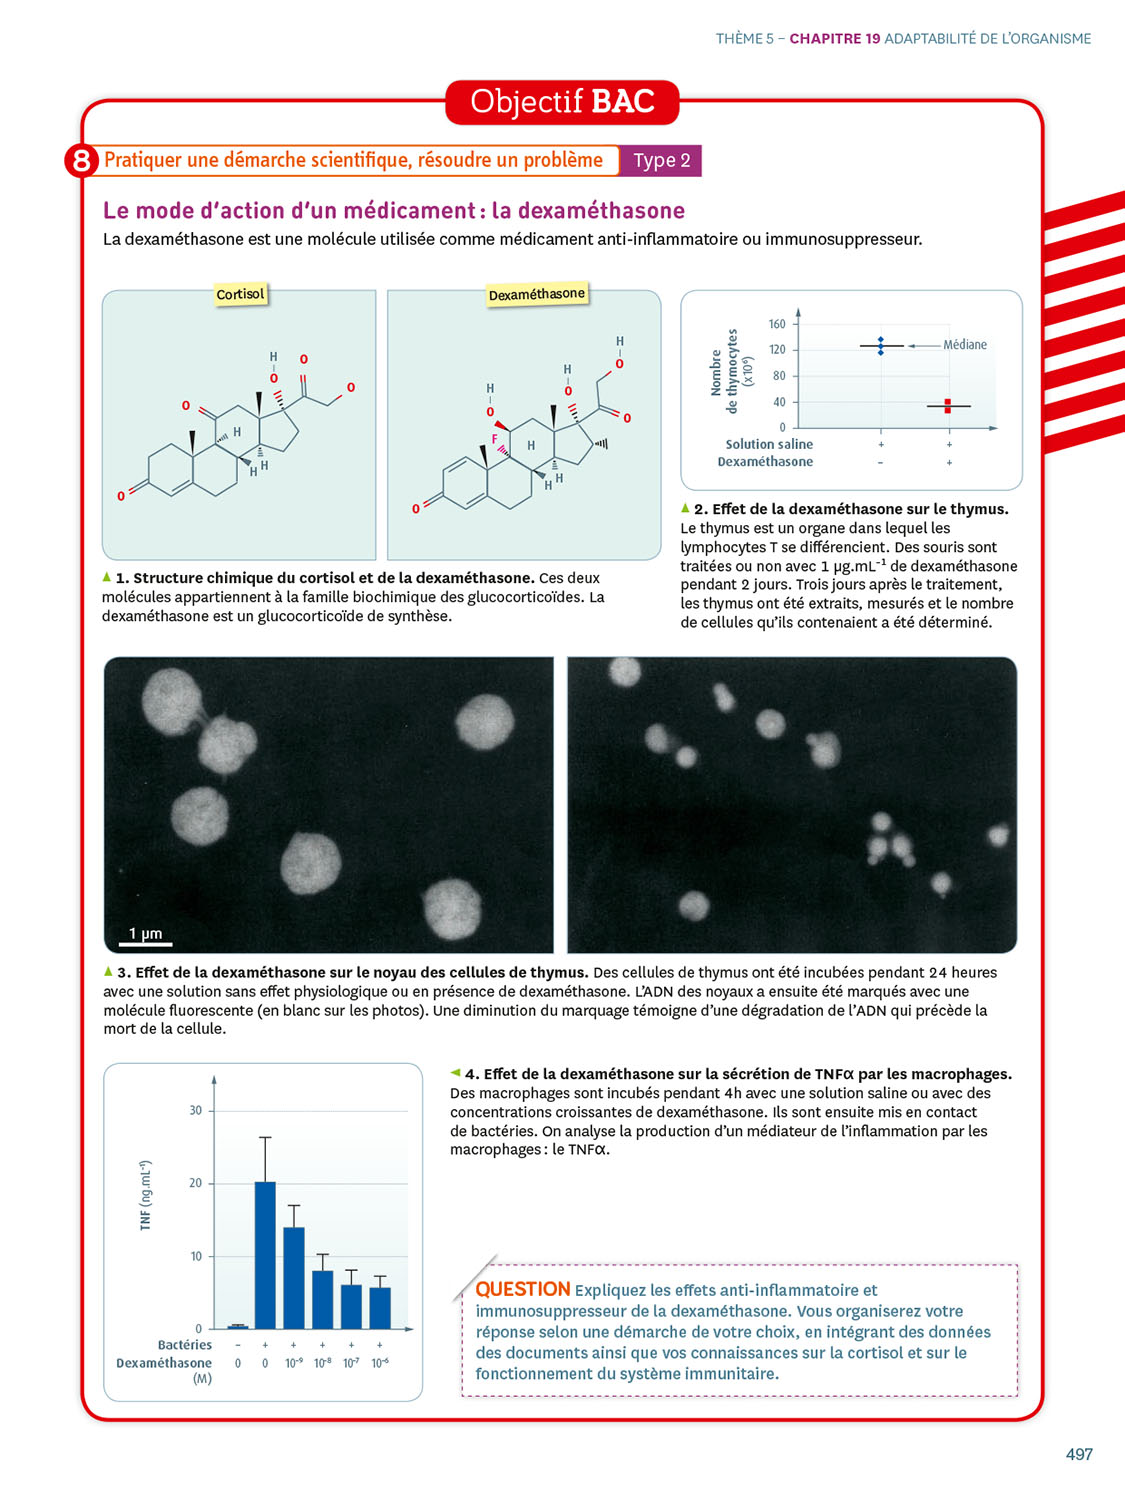 THÈME 5 – CHAPITRE 19 ADAPTABILITÉ DE L'ORGANISME
Objectif BAC
8 Pratiquer une démarche scientifique, résoudre un problème Type 2
Le mode d'action d'un médicament : la dexaméthasone
La dexaméthasone est une molécule utilisée comme médicament anti-inflammatoire ou immunosuppresseur.
Cortisol
H
O
O
O
O
H
H
H
O
Dexaméthasone
H
O
H
O
H
O
O
F
H
H
H
O
1. Structure chimique du cortisol et de la dexaméthasone. Ces deux
molécules appartiennent à la famille biochimique des glucocorticoïdes. La
dexaméthasone est un glucocorticoïde de synthèse.
Nombre
de thymocytes
(x10⁶)
160
120
80
40
0
Médiane
Solution saline + +
Dexaméthasone – +
2. Effet de la dexaméthasone sur le thymus.
Le thymus est un organe dans lequel les
lymphocytes T se différencient. Des souris sont
traitées ou non avec 1 µg.mL⁻¹ de dexaméthasone
pendant 2 jours. Trois jours après le traitement,
les thymus ont été extraits, mesurés et le nombre
de cellules qu'ils contenaient a été déterminé.
1 µm
3. Effet de la dexaméthasone sur le noyau des cellules de thymus. Des cellules de thymus ont été incubées pendant 24 heures
avec une solution sans effet physiologique ou en présence de dexaméthasone. L'ADN des noyaux a ensuite été marqués avec une
molécule fluorescente (en blanc sur les photos). Une diminution du marquage témoigne d'une dégradation de l'ADN qui précède la
mort de la cellule.
TNF (ng.mL⁻¹)
30
20
10
0
Bactéries – + + + + +
Dexaméthasone 0 0 10⁻⁹ 10⁻⁸ 10⁻⁷ 10⁻⁶
(M)
4. Effet de la dexaméthasone sur la sécrétion de TNFα par les macrophages.
Des macrophages sont incubés pendant 4h avec une solution saline ou avec des
concentrations croissantes de dexaméthasone. Ils sont ensuite mis en contact
de bactéries. On analyse la production d'un médiateur de l'inflammation par les
macrophages : le TNFα.
QUESTION Expliquez les effets anti-inflammatoire et
immunosuppresseur de la dexaméthasone. Vous organiserez votre
réponse selon une démarche de votre choix, en intégrant des données
des documents ainsi que vos connaissances sur la cortisol et sur le
fonctionnement du système immunitaire.
497